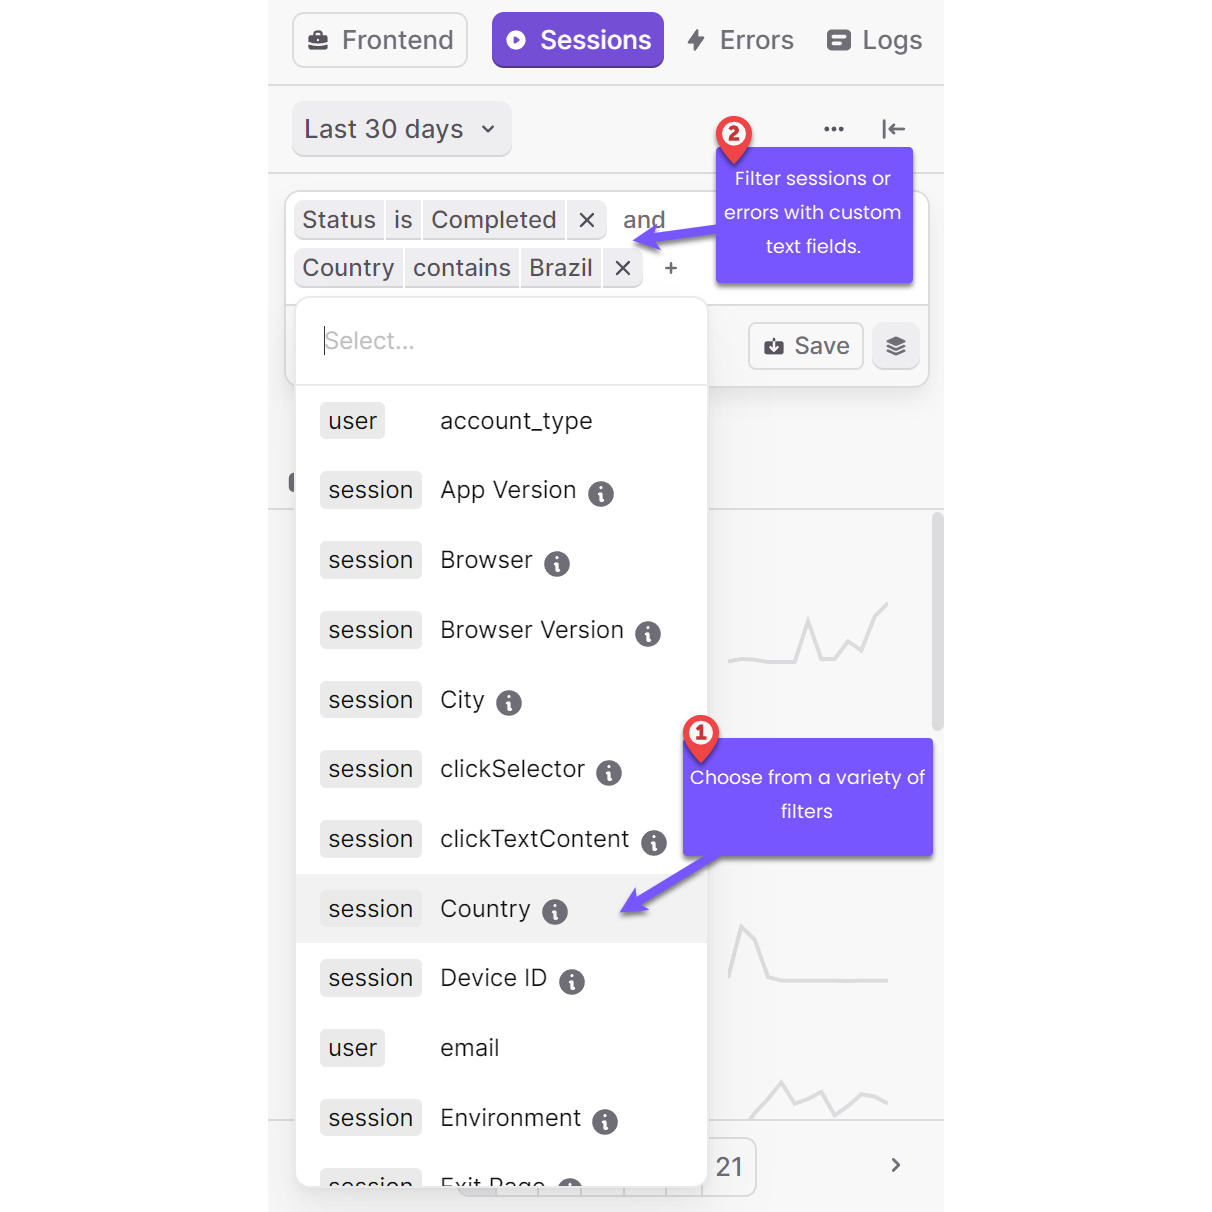 Frontend Sessions Errors Logs
Last 30 days
2
Filter sessions or
errors with custom
text fields.
Status is Completed and
Country contains Brazil +
Select...
Save
user account_type
session App Version
session Browser
session Browser Version
session City
1
Choose from a variety of
filters
session clickSelector
session clickTextContent
session Country
session Device ID
user email
session Environment
session Exit Page
21